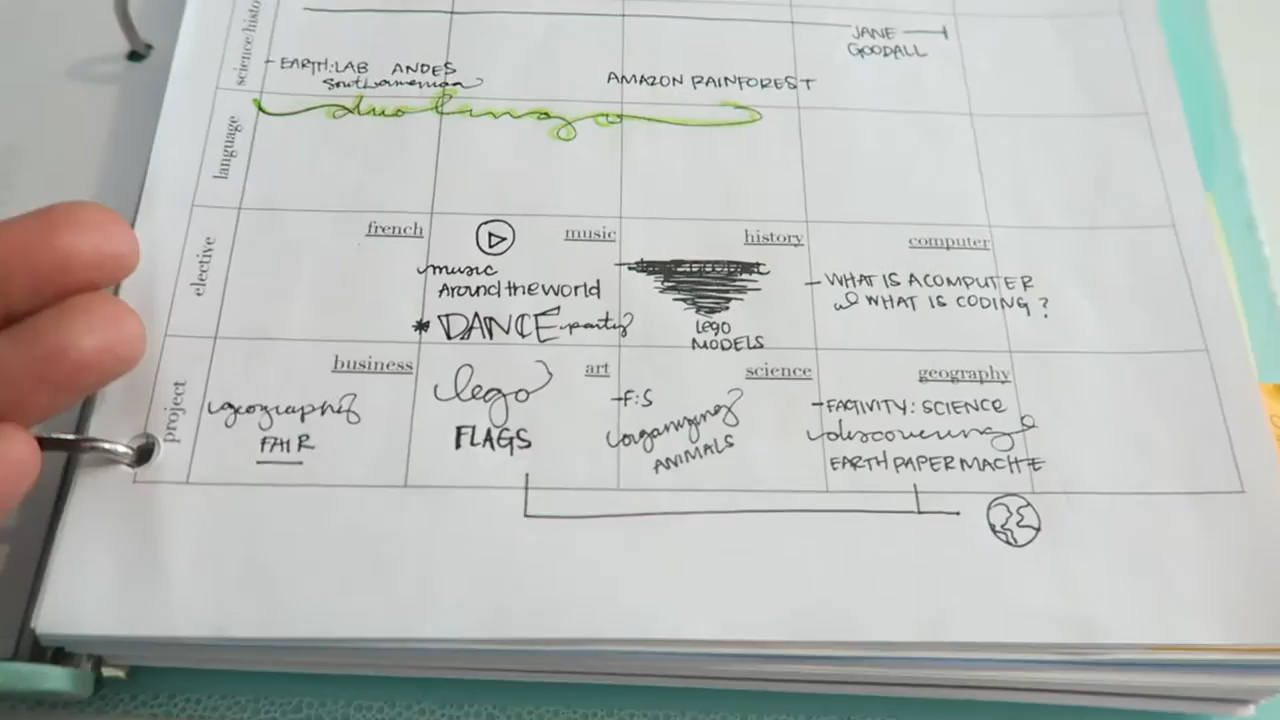 science/histo
JANE
GOODALL
- EARTH:LAB ANDES
South american
AMAZON RAINFOREST
language
duolingo
elective
french
music
history
computer
music
Around the world
* DANCE party
LEGO
MODELS
- WHAT IS A COMPUTER
& WHAT IS CODING?
project
business
art
science
geography
geography
FAIR
lego
FLAGS
- F:S
organizing
ANIMALS
- FACTIVITY: SCIENCE
discovering
EARTH PAPER MACHE